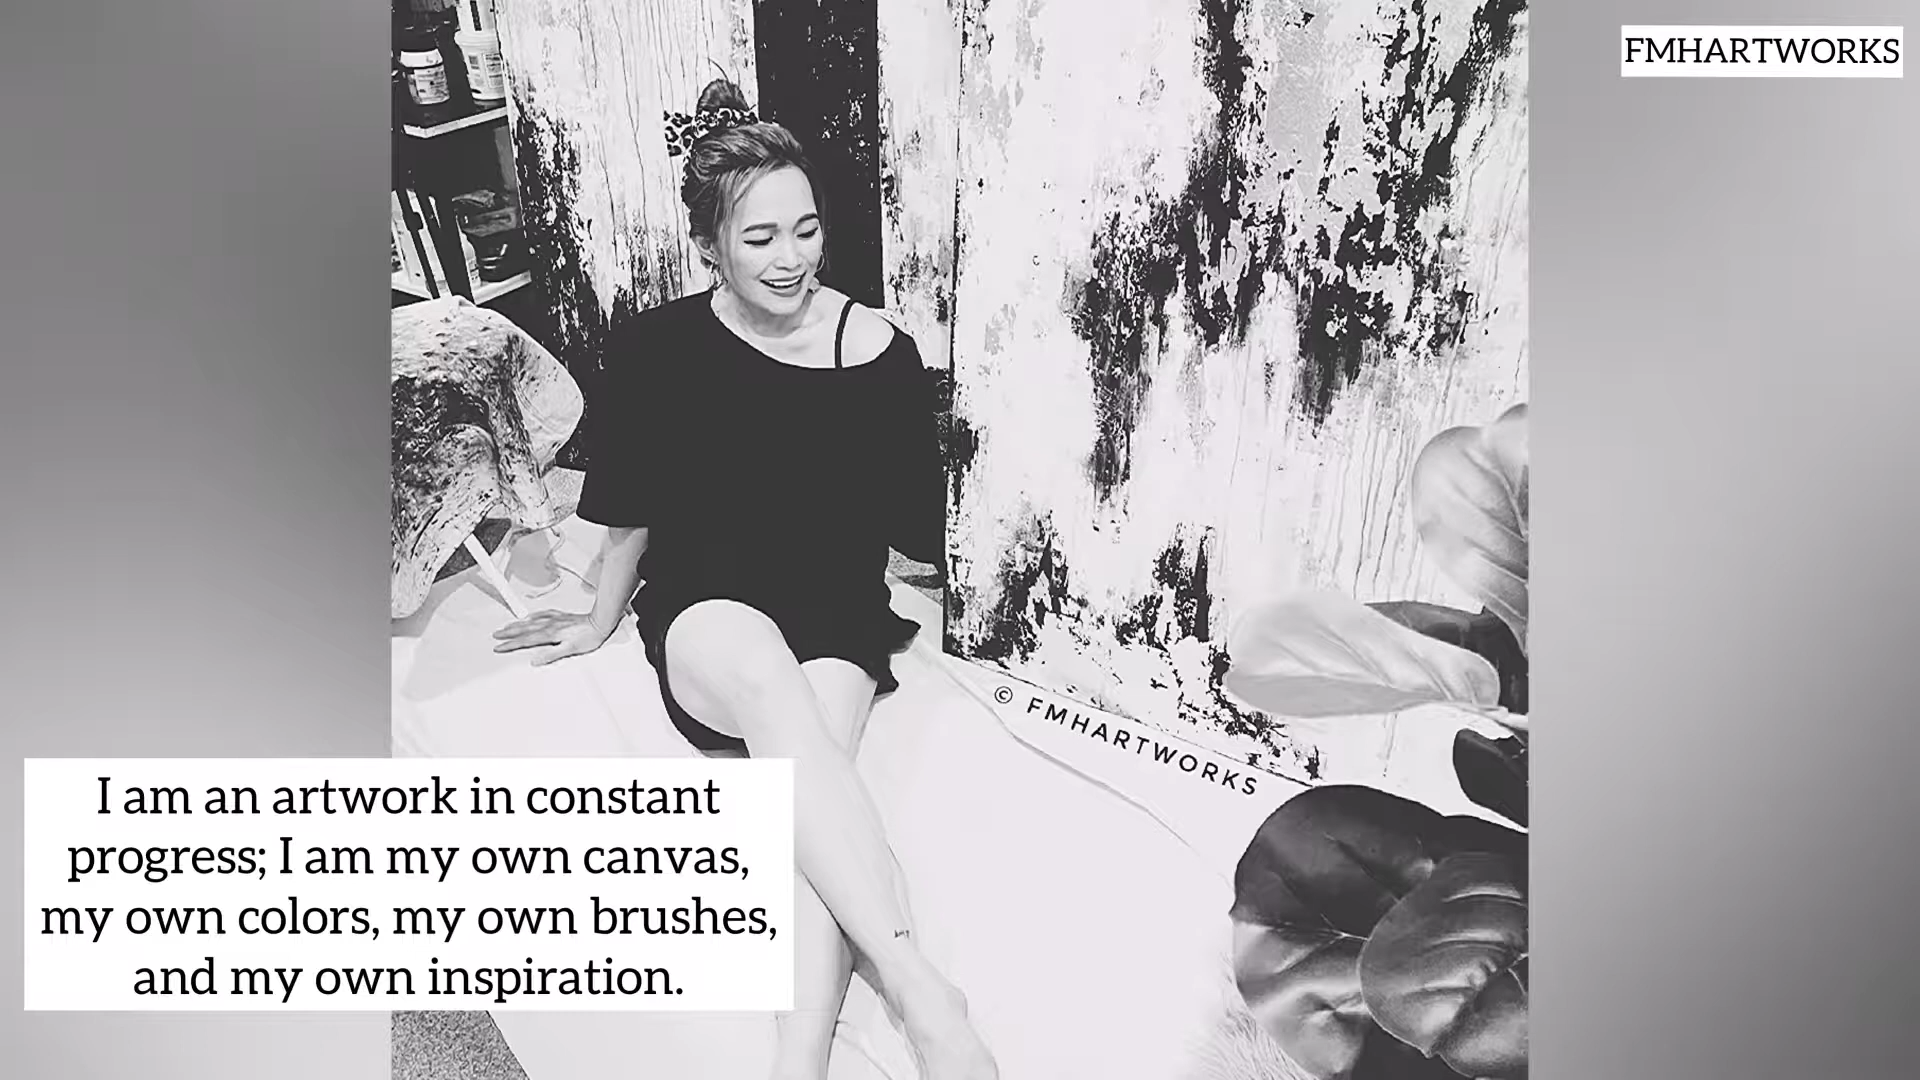 FMHARTWORKS
© FMHARTWORKS
I am an artwork in constant
progress; I am my own canvas,
my own colors, my own brushes,
and my own inspiration.